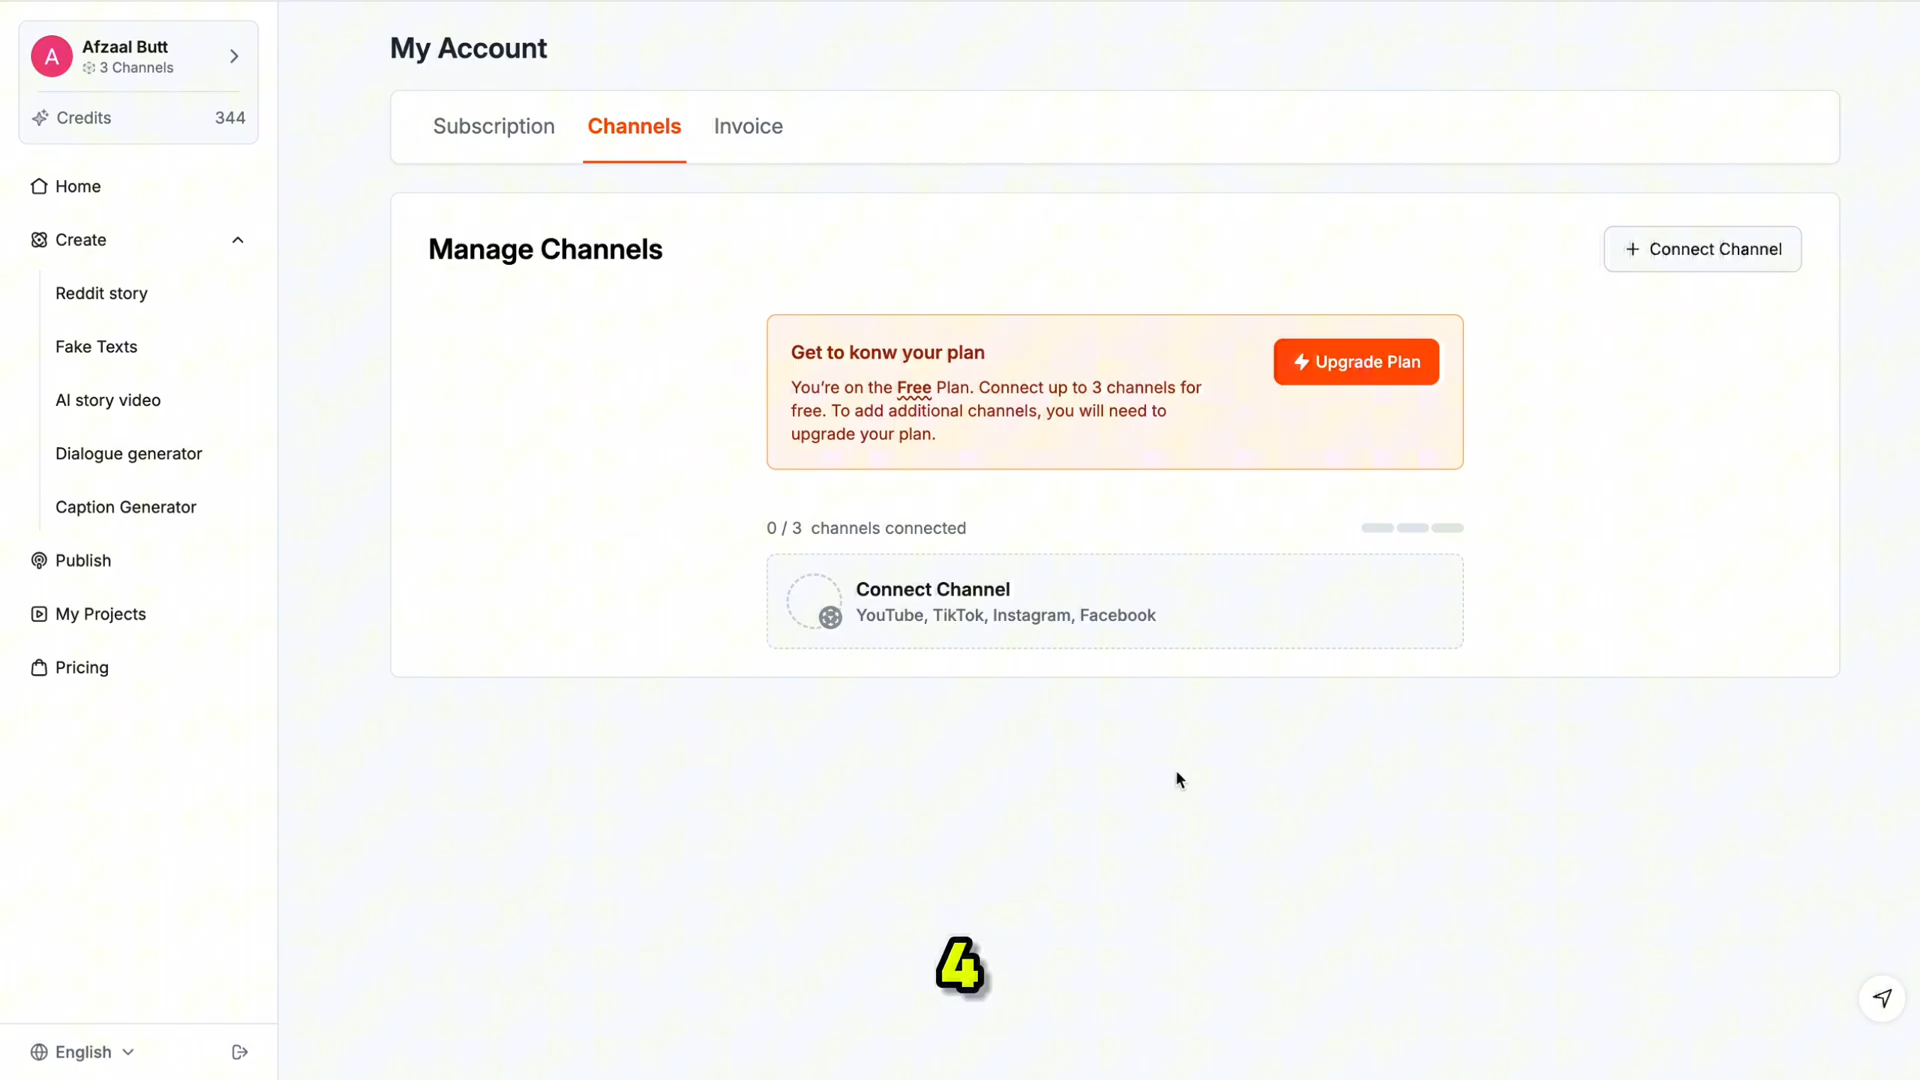 A
Afzaal Butt
3 Channels
Credits 344
Home
Create
Reddit story
Fake Texts
AI story video
Dialogue generator
Caption Generator
Publish
My Projects
Pricing
English
My Account
Subscription Channels Invoice
Manage Channels
+ Connect Channel
Get to konw your plan
You're on the Free Plan. Connect up to 3 channels for
free. To add additional channels, you will need to
upgrade your plan.
Upgrade Plan
0 / 3 channels connected
Connect Channel
YouTube, TikTok, Instagram, Facebook
4